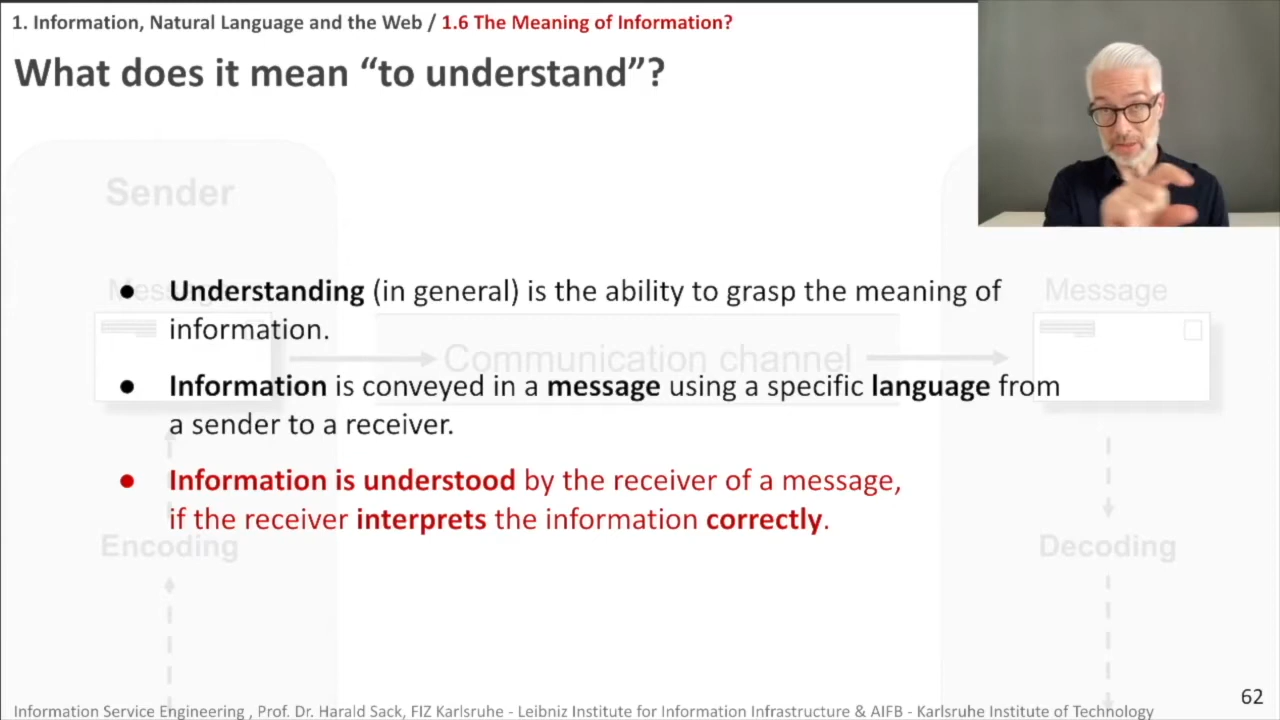 1. Information, Natural Language and the Web / 1.6 The Meaning of Information?
What does it mean “to understand”?
Sender
Message
Message
● Understanding (in general) is the ability to grasp the meaning of
information.
Communication channel
● Information is conveyed in a message using a specific language from
a sender to a receiver.
● Information is understood by the receiver of a message,
if the receiver interprets the information correctly.
Encoding
Decoding
62
Information Service Engineering , Prof. Dr. Harald Sack, FIZ Karlsruhe - Leibniz Institute for Information Infrastructure & AIFB - Karlsruhe Institute of Technology